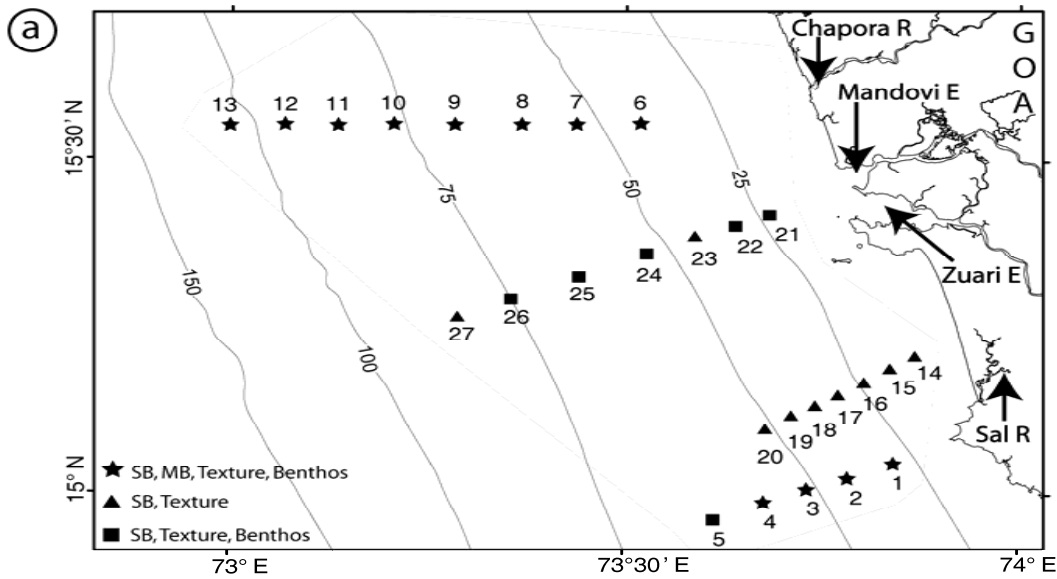 a
Chapora R
G
O
A
Mandovi E
13 12 11 10 9 8 7 6
15°30' N
75
50
25
21
22
23
24
Zuari E
25
150
26
27
100
14
15
16
17
18
19
20
Sal R
SB, MB, Texture, Benthos
1
2
3
4
15° N
SB, Texture
5
SB, Texture, Benthos
73° E 73°30' E 74° E